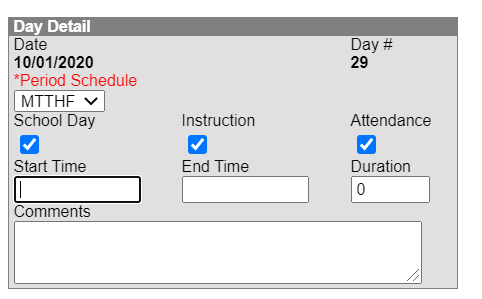 Day Detail
Date Day #
10/01/2020 29
*Period Schedule
MTTHF
School Day Instruction Attendance
Start Time End Time Duration
0
Comments